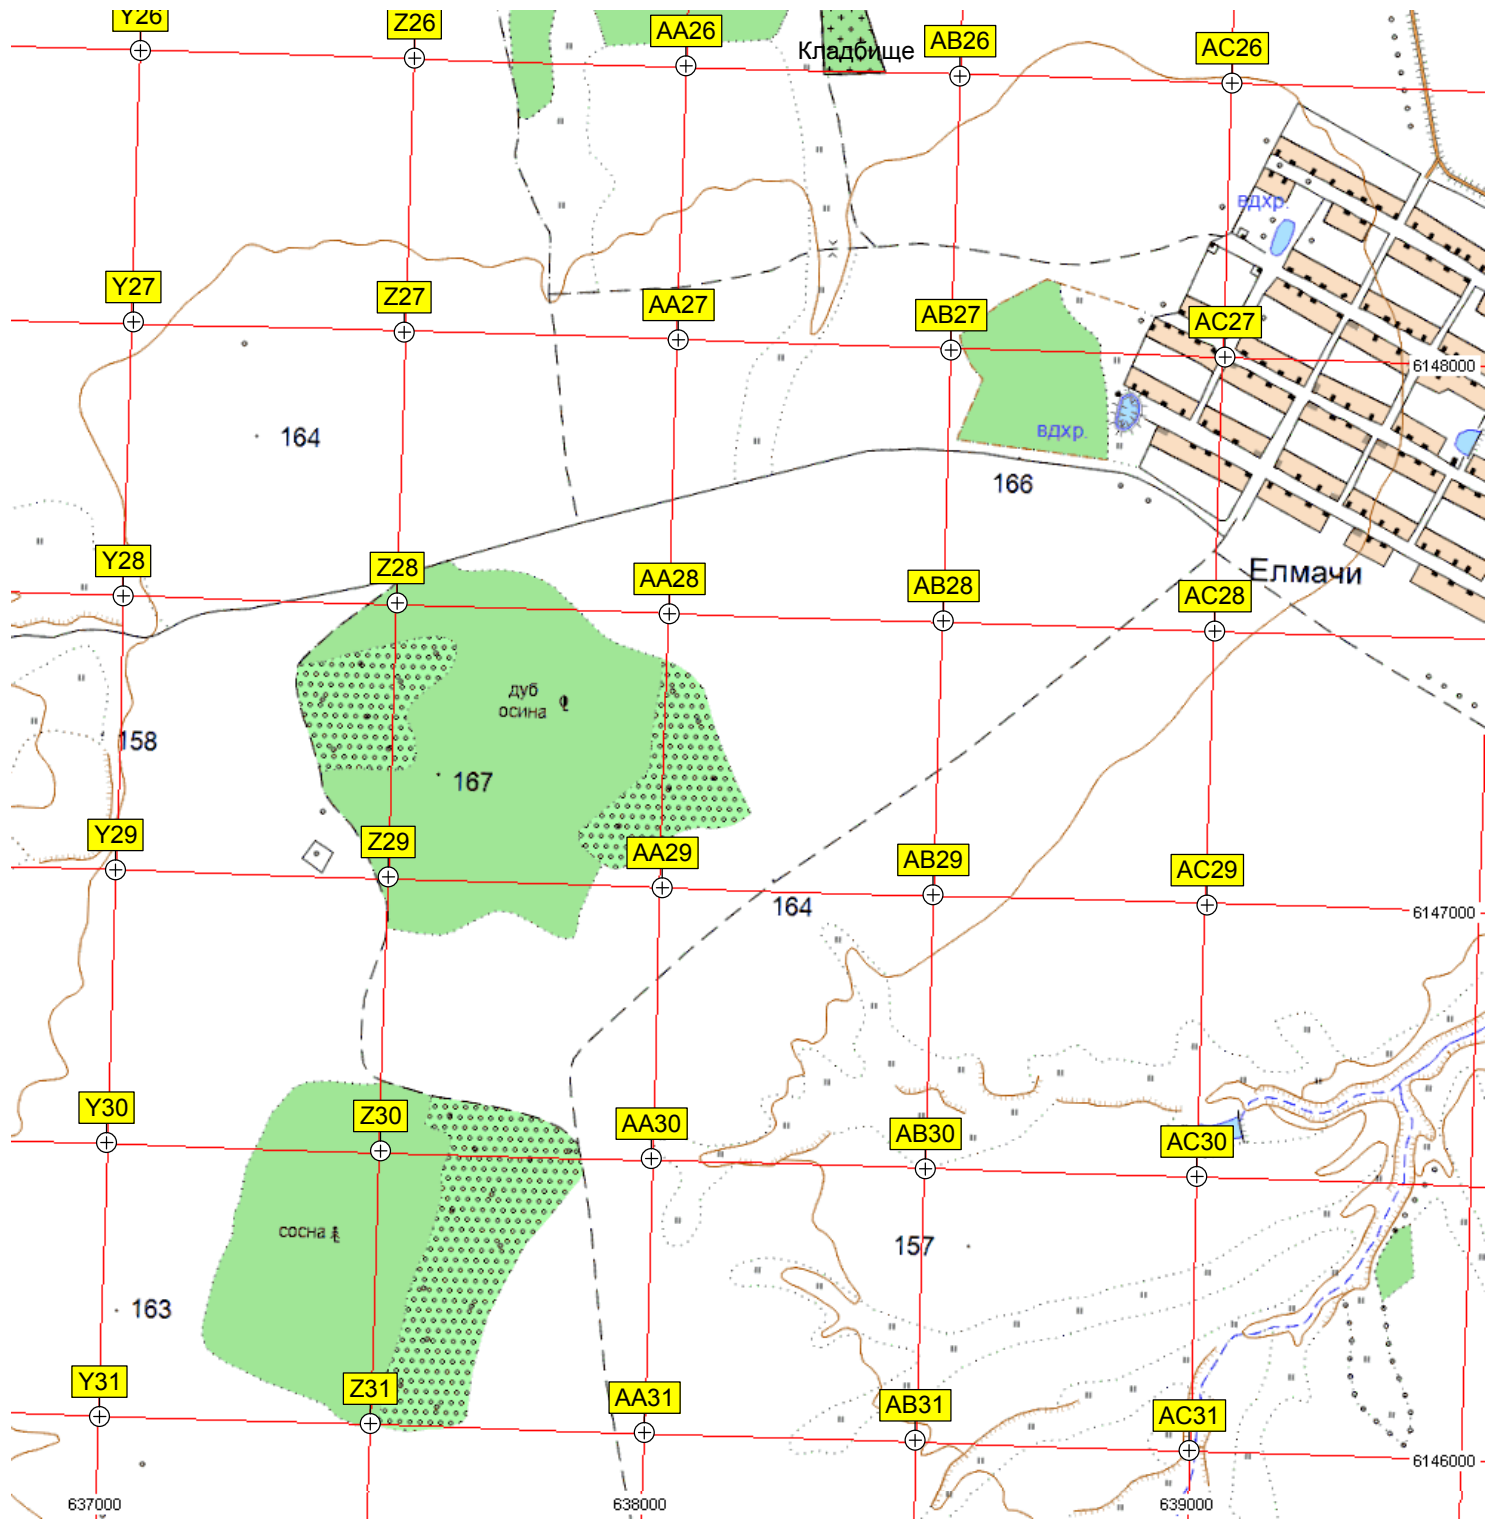 Y26
Z26
AA26
Кладбище
AB26
AC26
вдхр.
Y27
Z27
AA27
AB27
AC27
6148000
164
вдхр.
166
Y28
Z28
AA28
AB28
Елмачи
AC28
дуб
осина
158
167
Y29
Z29
AA29
AB29
AC29
164
6147000
Y30
Z30
AA30
AB30
AC30
сосна
157
163
Y31
Z31
AA31
AB31
AC31
6146000
637000
638000
639000